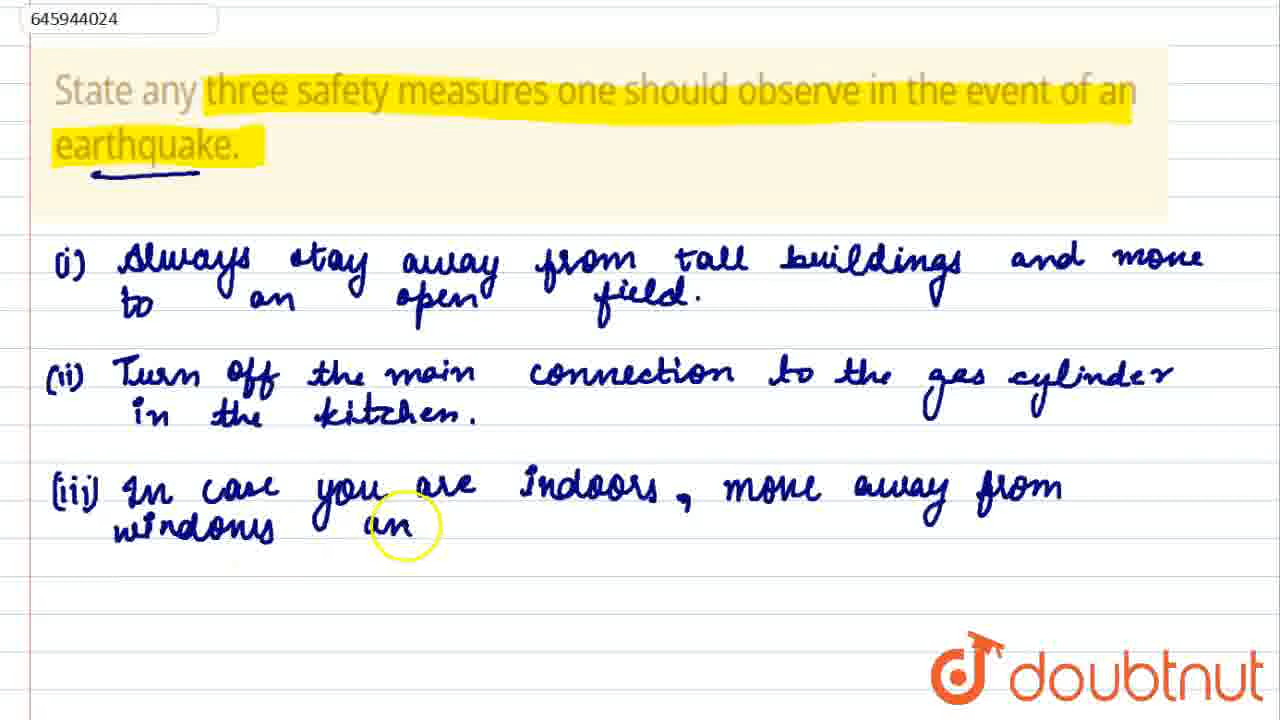 645944024
State any three safety measures one should observe in the event of an
earthquake.
(i) Always stay away from tall buildings and move
to an open field.
(ii) Turn off the main connection to the gas cylinder
in the kitchen.
(iii) In case you are indoors, move away from
windows an
doubtnut